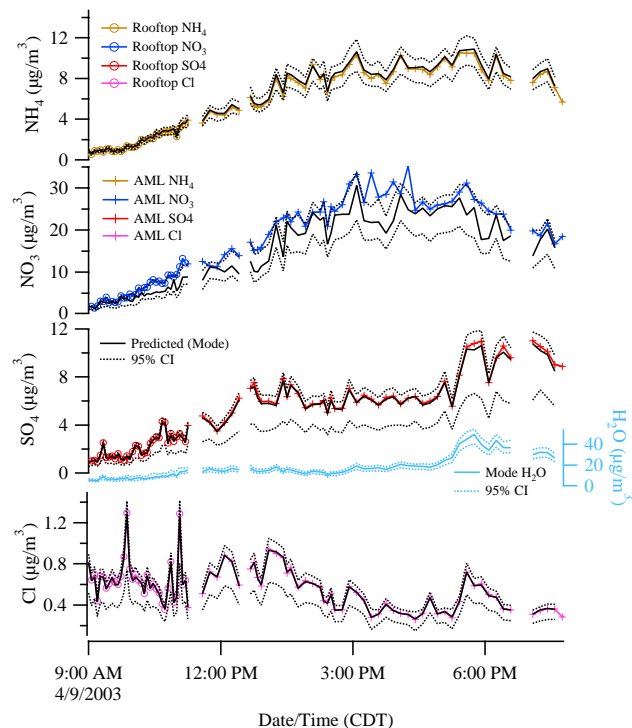 Rooftop NH4
Rooftop NO3
Rooftop SO4
Rooftop Cl
NH4 (µg/m3)
12
8
4
0
AML NH4
AML NO3
AML SO4
AML Cl
NO3 (µg/m3)
30
20
10
0
Predicted (Mode)
95% CI
SO4 (µg/m3)
12
8
4
0
Mode H2O
95% CI
H2O (µg/m3)
40
20
0
Cl (µg/m3)
1.2
0.8
0.4
9:00 AM
4/9/2003
12:00 PM
3:00 PM
6:00 PM
Date/Time (CDT)